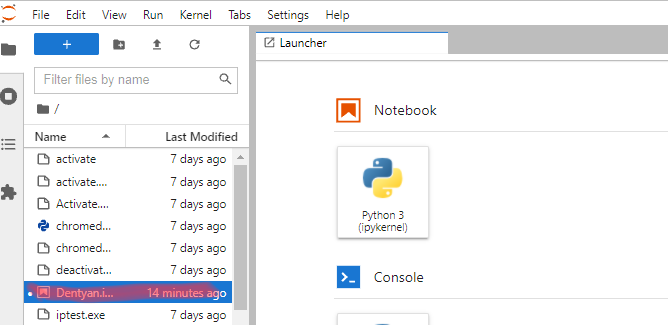 File Edit View Run Kernel Tabs Settings Help
+
Launcher
Filter files by name
/
Name Last Modified
activate 7 days ago
activate.... 7 days ago
Activate.... 7 days ago
chromed... 7 days ago
chromed... 7 days ago
deactivat... 7 days ago
Dentyan.i... 14 minutes ago
iptest.exe 7 days ago
Notebook
Python 3
(ipykernel)
Console